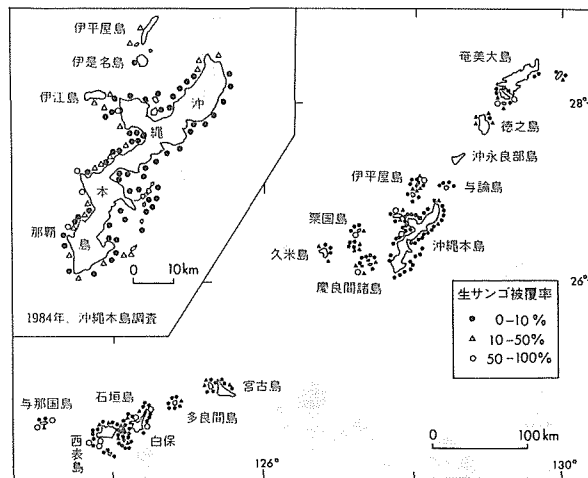 伊平屋島
伊是名島
伊江島
沖
縄
本
島
那覇
0 10 km
1984年、沖縄本島調査
奄美大島
28°
徳之島
沖永良部島
伊平屋島
与論島
粟国島
久米島
沖縄本島
慶良間諸島
26°
生サンゴ被覆率
0-10%
10-50%
50-100%
宮古島
与那国島
石垣島
多良間島
西表島
白保
0 100 km
126°
130°